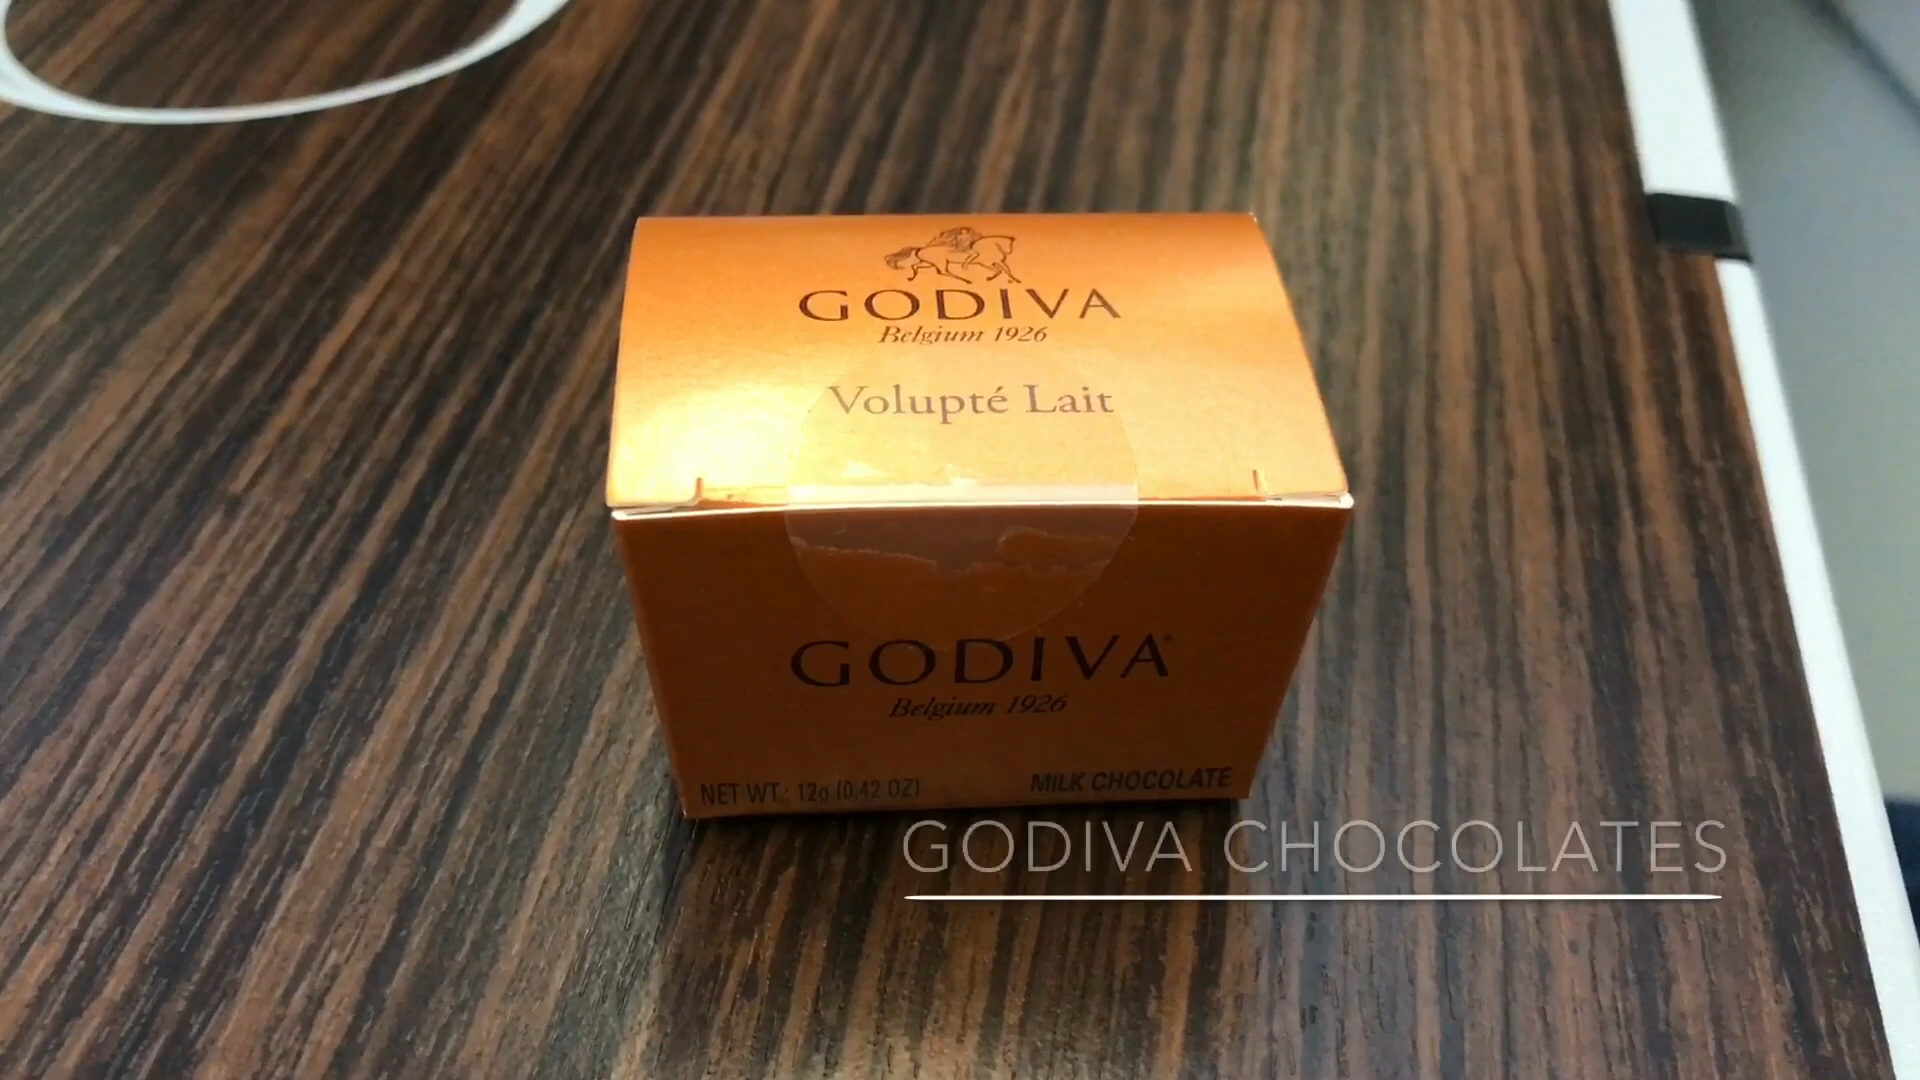 GODIVA
Belgium 1926
Volupté Lait
GODIVA®
Belgium 1926
NET WT.: 12g (0.42 OZ)
MILK CHOCOLATE
GODIVA CHOCOLATES